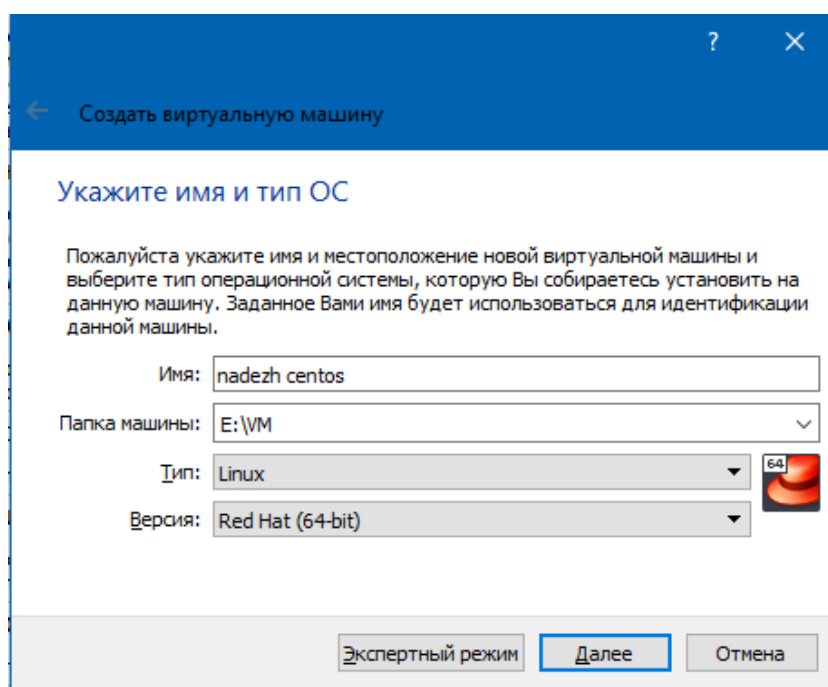 ?
Создать виртуальную машину
Укажите имя и тип ОС
Пожалуйста укажите имя и местоположение новой виртуальной машины и
выберите тип операционной системы, которую Вы собираетесь установить на
данную машину. Заданное Вами имя будет использоваться для идентификации
данной машины.
Имя: nadezh centos
Папка машины: E:\VM
Тип: Linux
64
Версия: Red Hat (64-bit)
Экспертный режим Далее Отмена